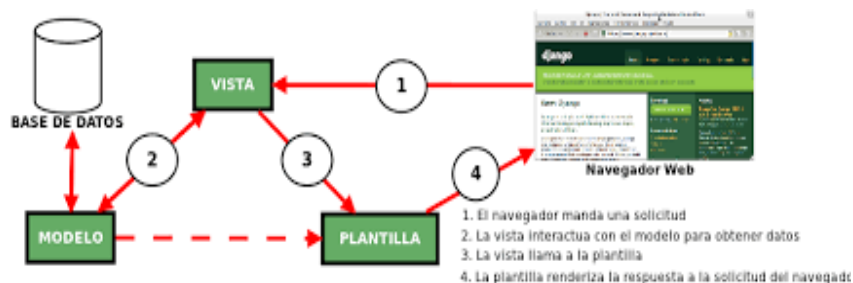 django
VISTA
1
BASE DE DATOS
2
3
4
Navegador Web
MODELO
PLANTILLA
1. El navegador manda una solicitud
2. La vista interactua con el modelo para obtener datos
3. La vista llama a la plantilla
4. La plantilla renderiza la respuesta a la solicitud del navegado